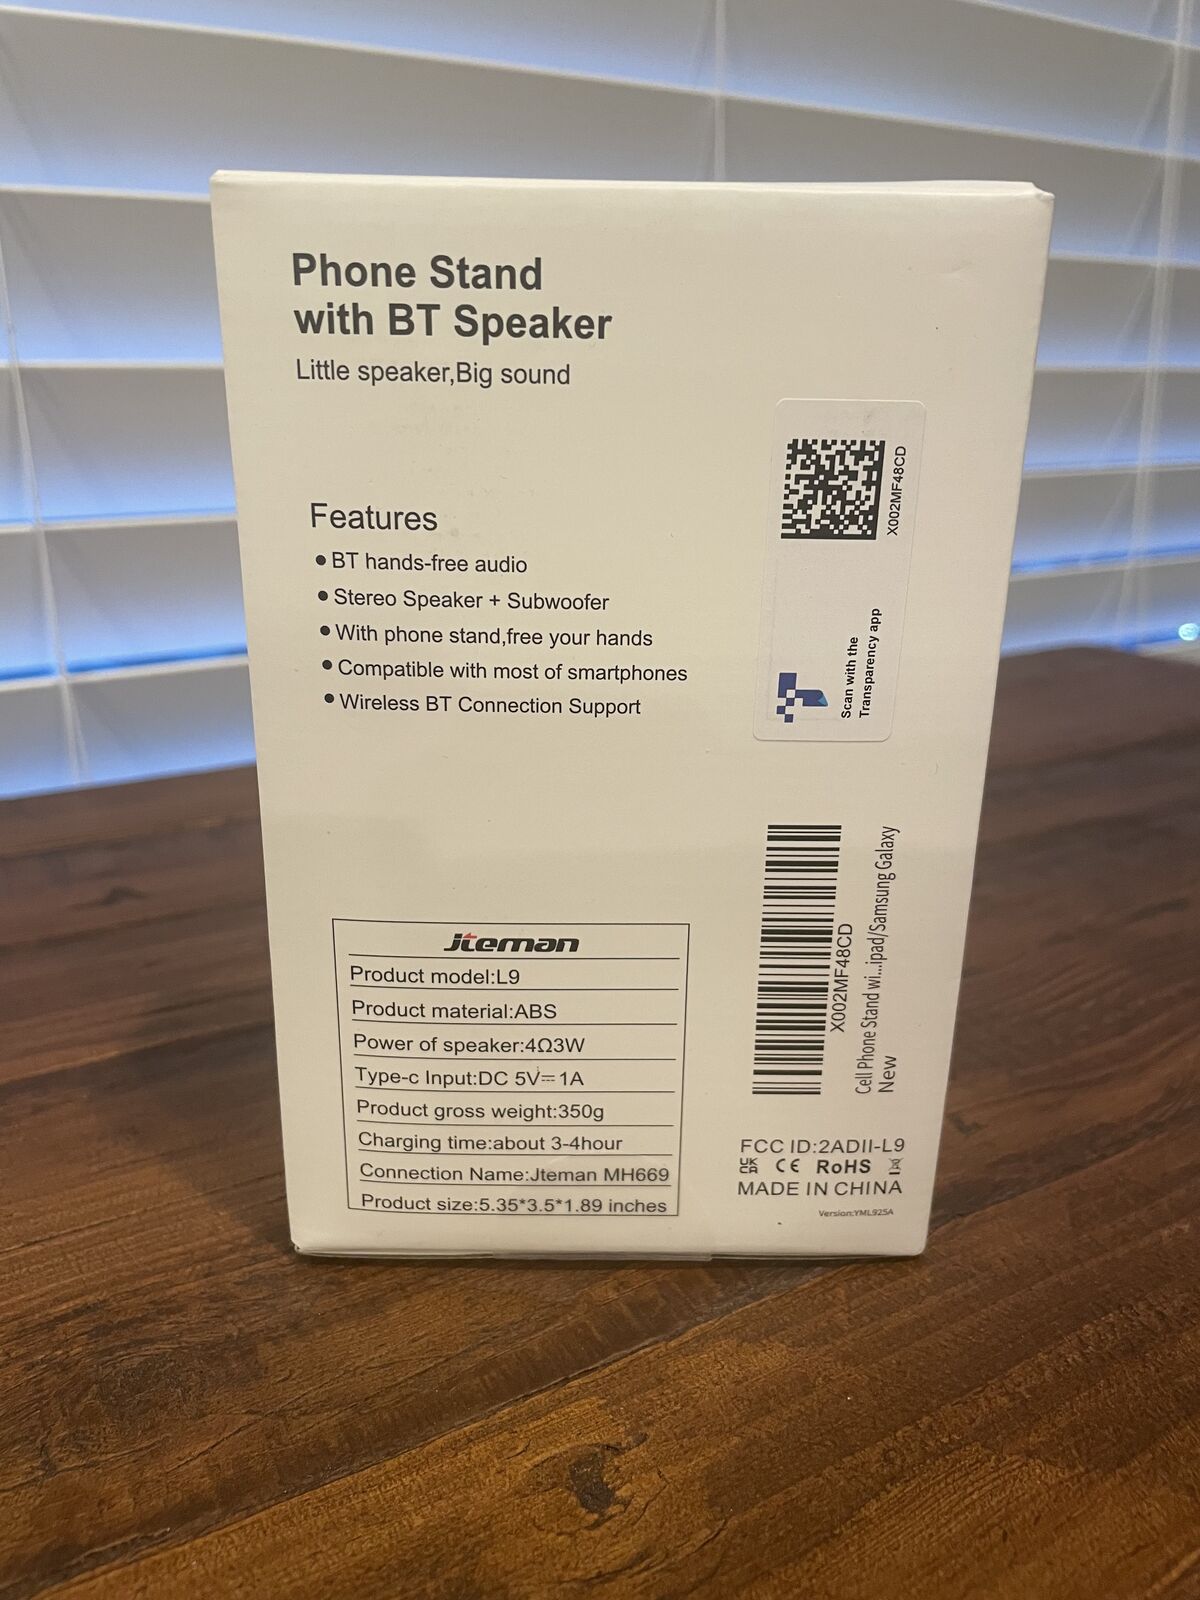 Phone Stand
with BT Speaker
Little speaker,Big sound
Features
●BT hands-free audio
●Stereo Speaker + Subwoofer
●With phone stand,free your hands
●Compatible with most of smartphones
●Wireless BT Connection Support
X002MF48CD
Scan with the
Transparency app
Jteman
Product model:L9
Product material:ABS
Power of speaker:4Ω3W
Type-c Input:DC 5V⎓1A
Product gross weight:350g
Charging time:about 3-4hour
Connection Name:Jteman MH669
Product size:5.35*3.5*1.89 inches
X002MF48CD
Cell Phone Stand wi...ipad/Samsung Galaxy
New
FCC ID:2ADII-L9
UK
CA CE RoHS
MADE IN CHINA
Version:YML925A